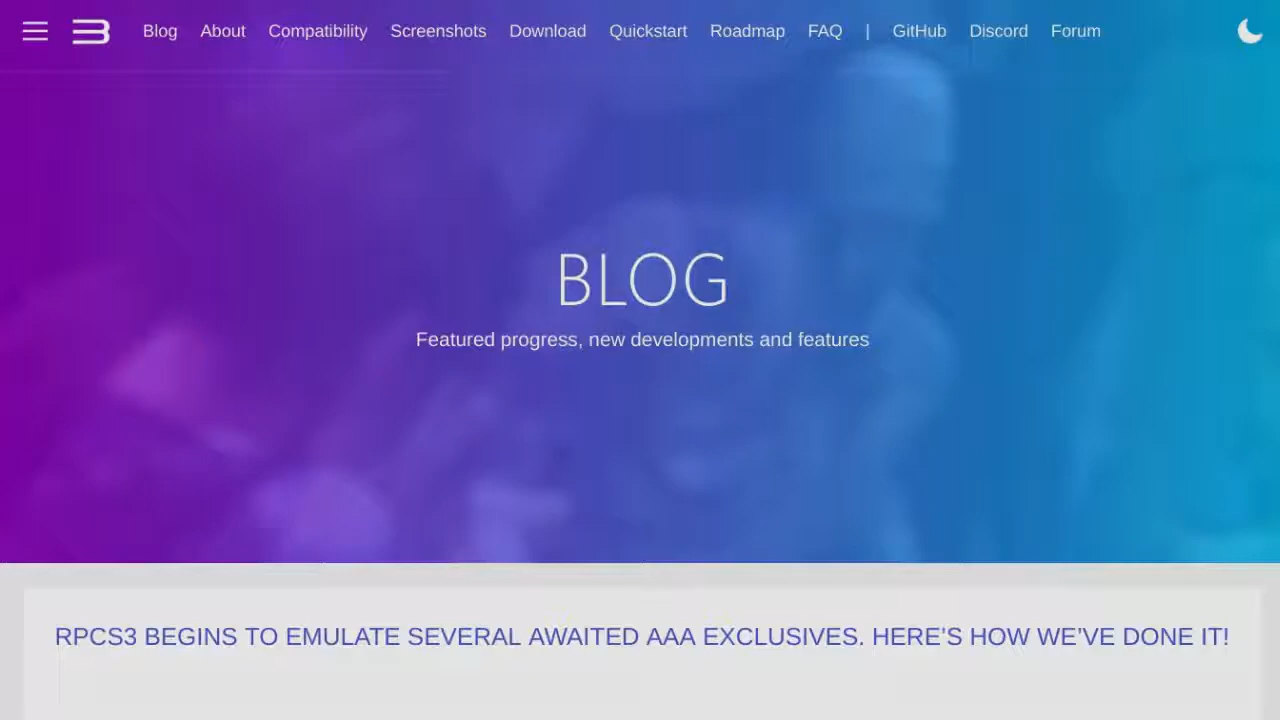 Blog About Compatibility Screenshots Download Quickstart Roadmap FAQ | GitHub Discord Forum
BLOG
Featured progress, new developments and features
RPCS3 BEGINS TO EMULATE SEVERAL AWAITED AAA EXCLUSIVES. HERE'S HOW WE'VE DONE IT!